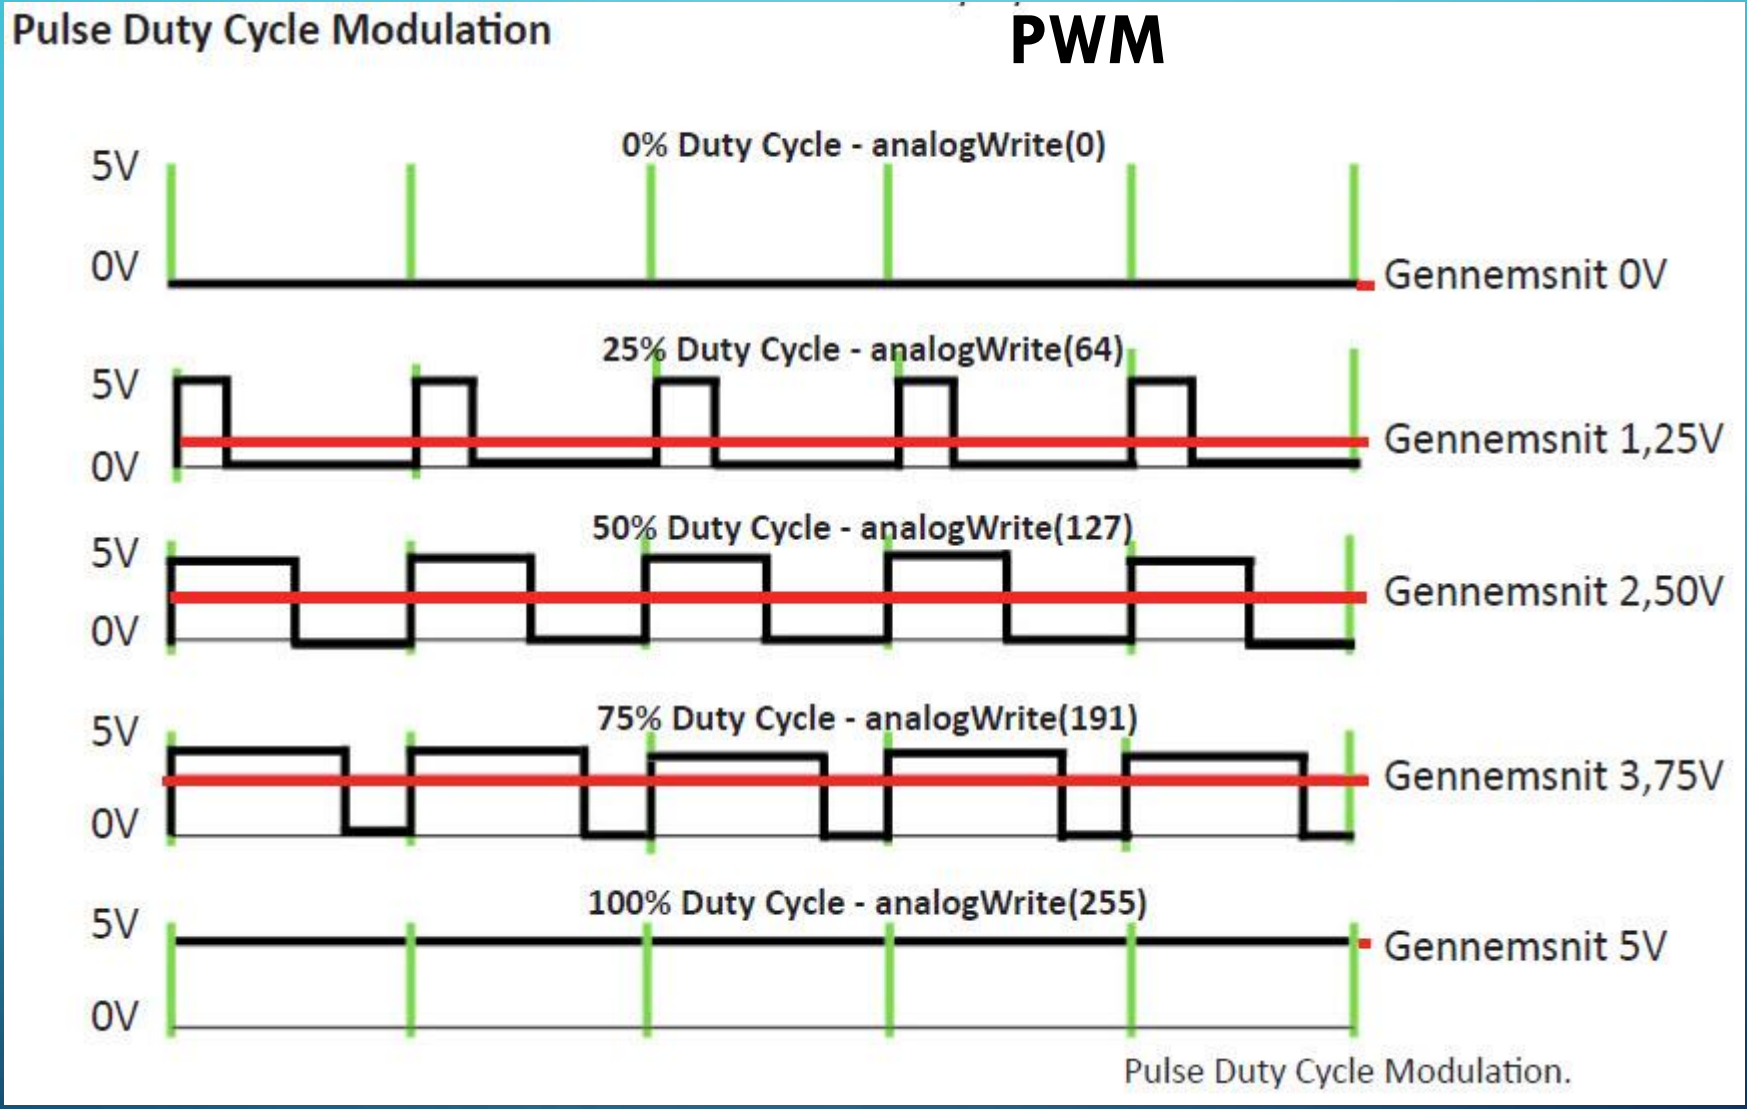 Pulse Duty Cycle Modulation
PWM
0% Duty Cycle - analogWrite(0)
5V
0V
Gennemsnit 0V
25% Duty Cycle - analogWrite(64)
5V
0V
Gennemsnit 1,25V
50% Duty Cycle - analogWrite(127)
5V
0V
Gennemsnit 2,50V
75% Duty Cycle - analogWrite(191)
5V
0V
Gennemsnit 3,75V
100% Duty Cycle - analogWrite(255)
5V
0V
Gennemsnit 5V
Pulse Duty Cycle Modulation.